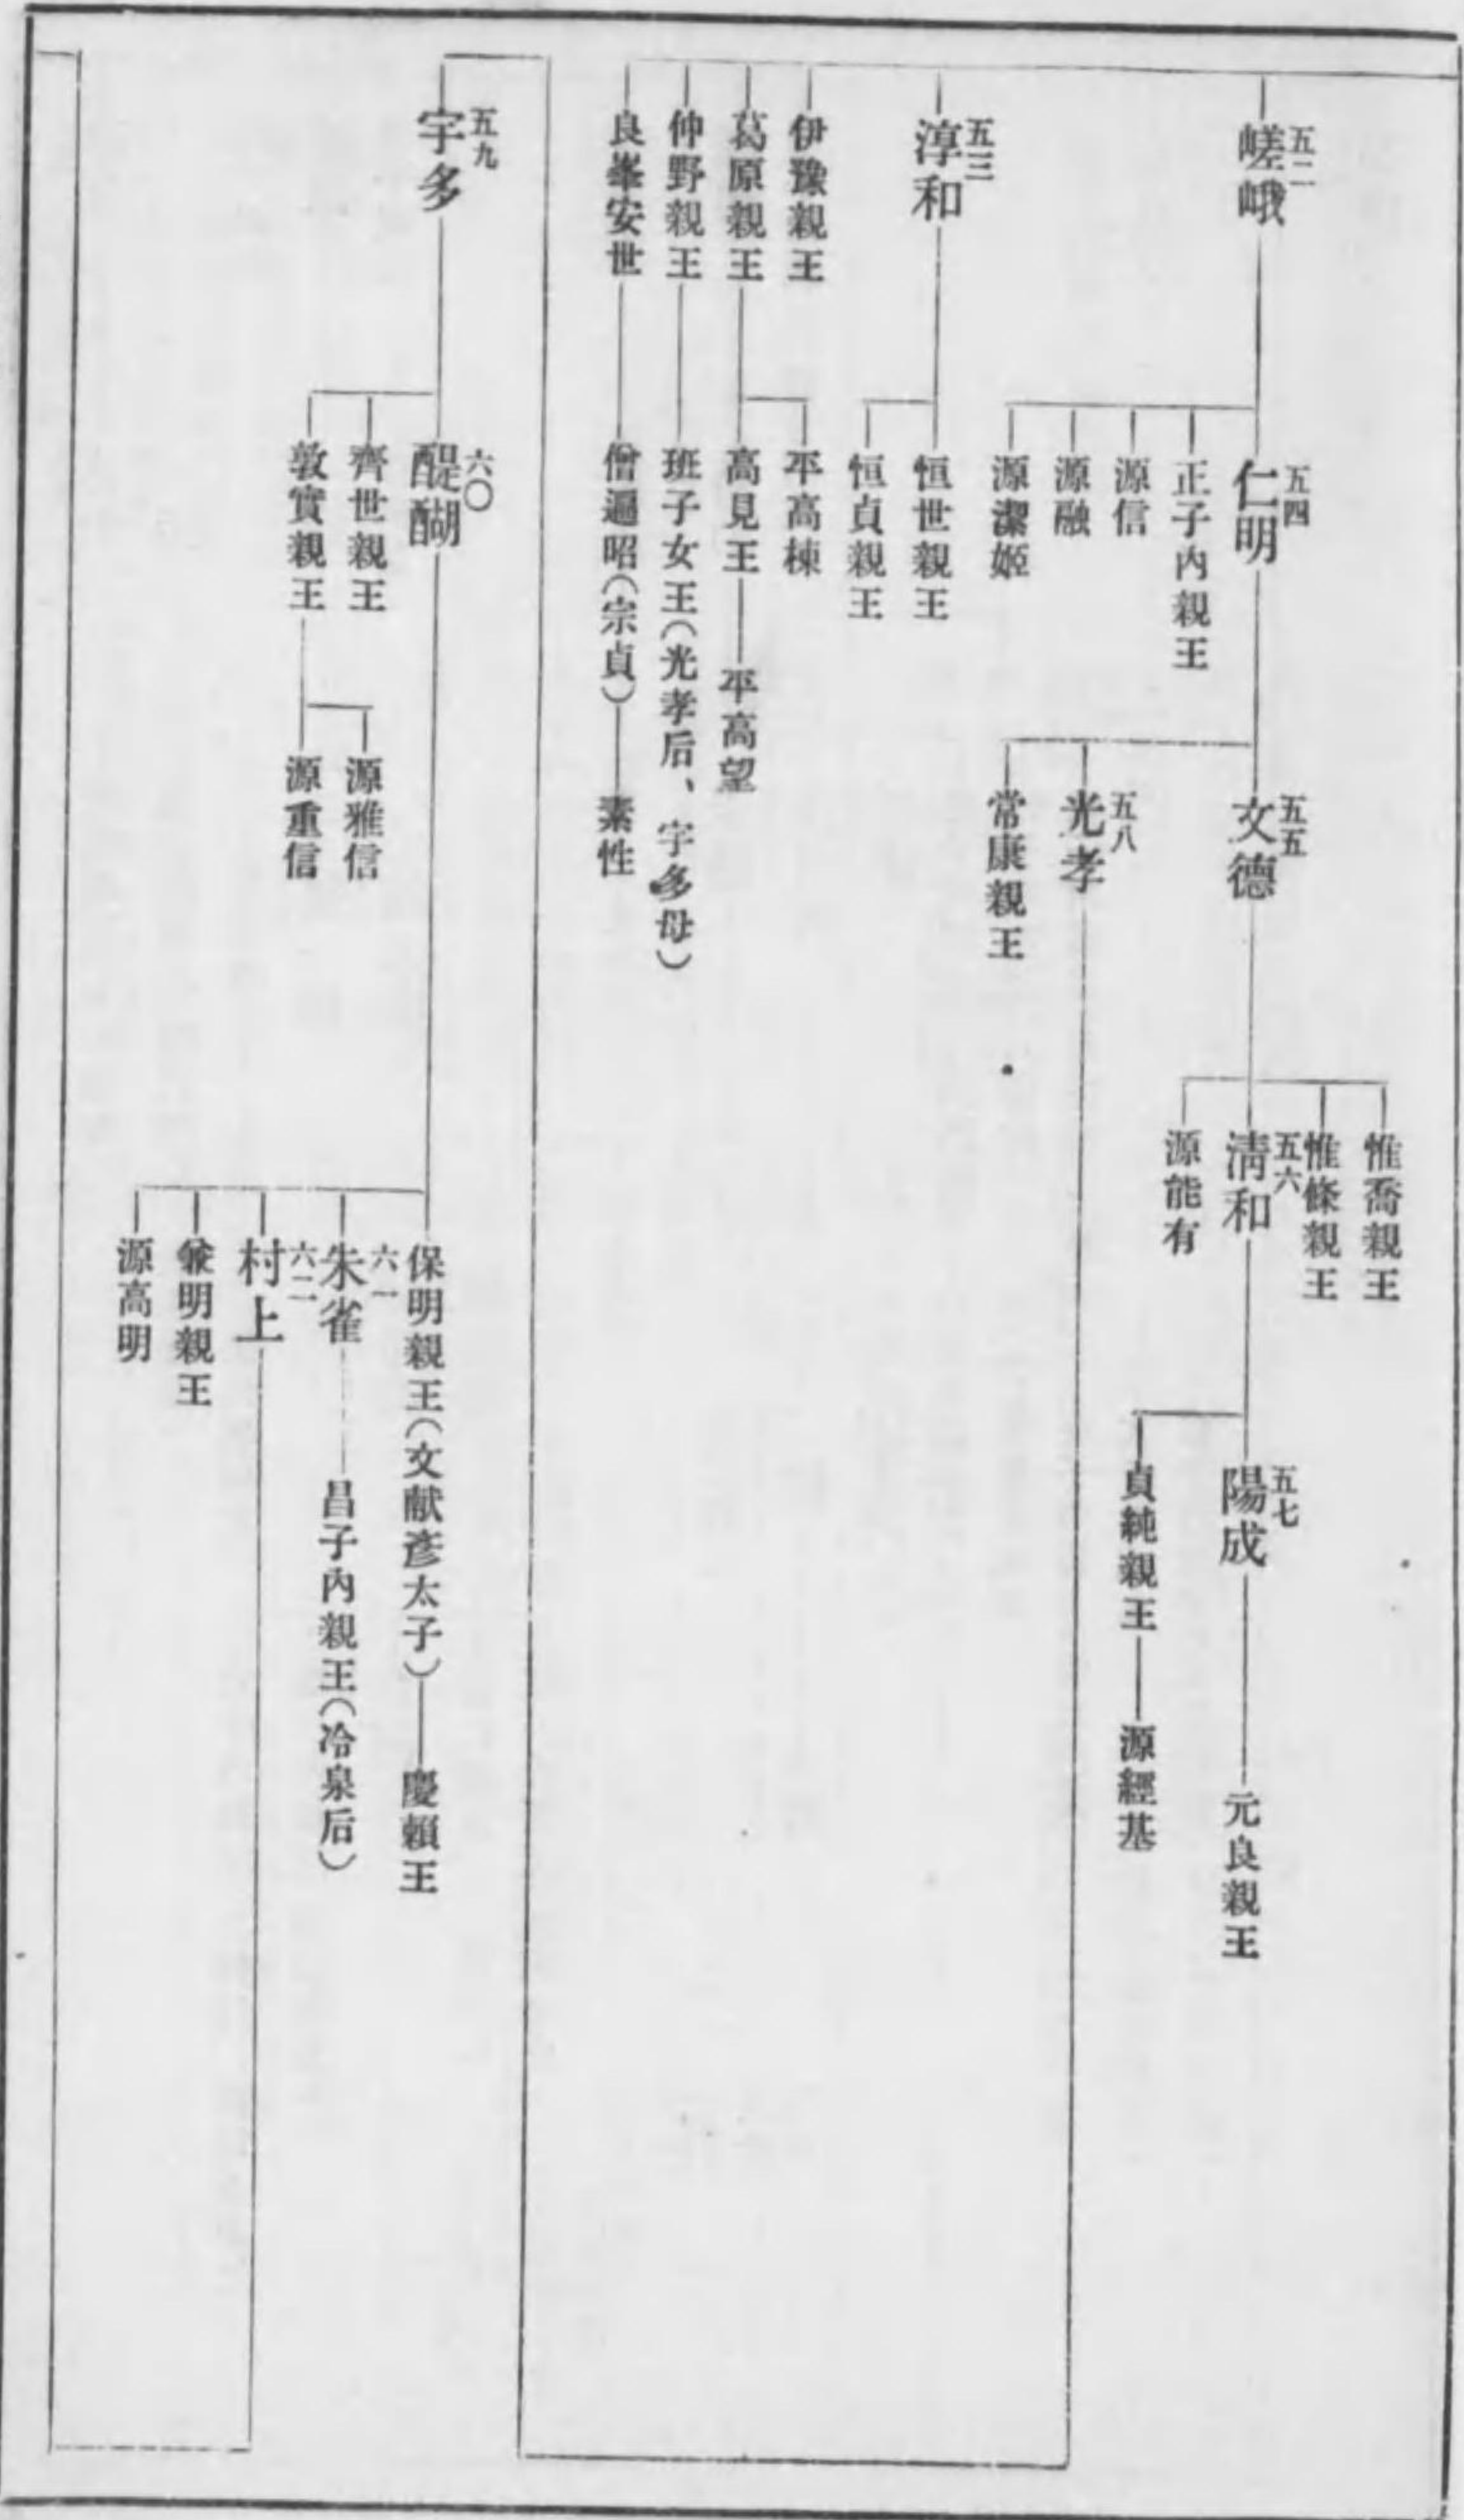 五二
嵯峨
五四
仁明
五五
文德
惟喬親王
惟條親王
五六
清和
五七
陽成
元良親王
貞純親王
源經基
源能有
五八
光孝
常康親王
正子內親王
源信
源融
源潔姬
五三
淳和
恒世親王
恒貞親王
伊豫親王
葛原親王
平高棟
高見王
平高望
仲野親王
班子女王(光孝后、宇多母)
良峯安世
僧遍昭(宗貞)
素性
五九
宇多
六〇
醍醐
保明親王(文献彥太子)
慶賴王
六一
朱雀
昌子內親王(冷泉后)
六二
村上
兼明親王
源高明
齊世親王
敦實親王
源雅信
源重信